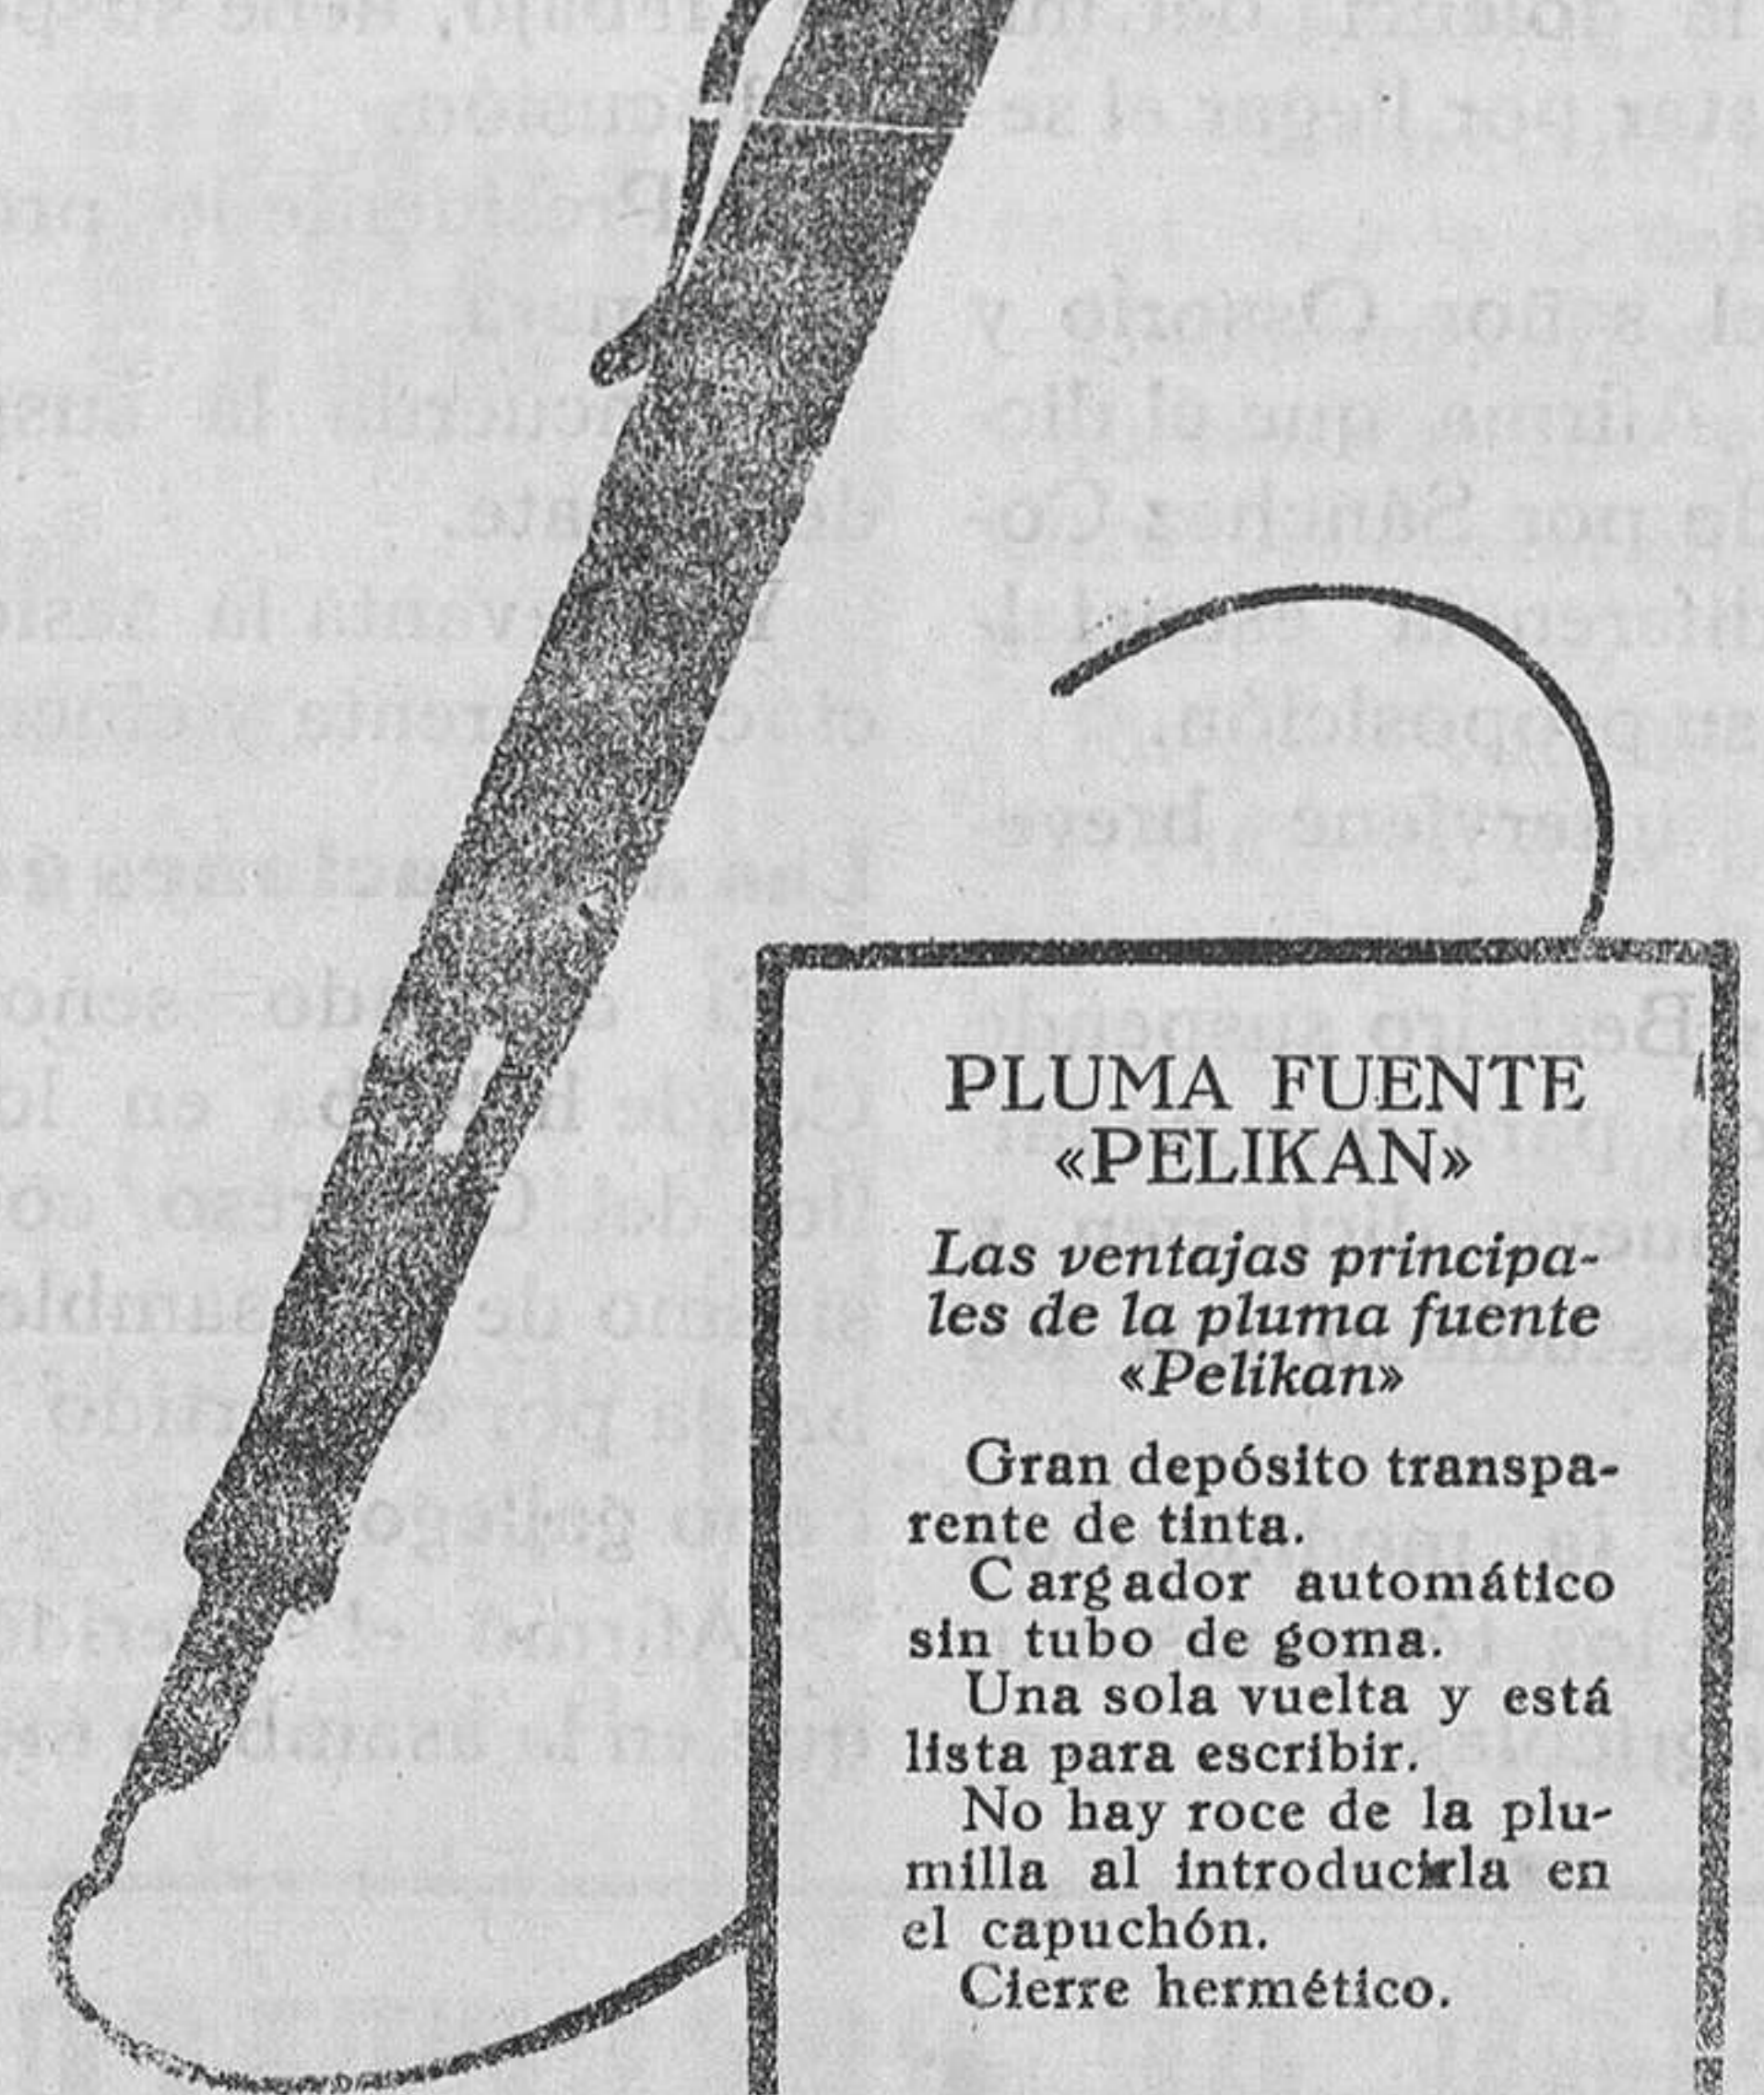 PLUMA FUENTE
«PELIKAN»
Las ventajas principa-
les de la pluma fuente
«Pelikan»
Gran depósito transpa-
rente de tinta.
Cargador automático
sin tubo de goma.
Una sola vuelta y está
lista para escribir.
No hay roce de la plu-
milla al introducirla en
el capuchón.
Cierre hermético.